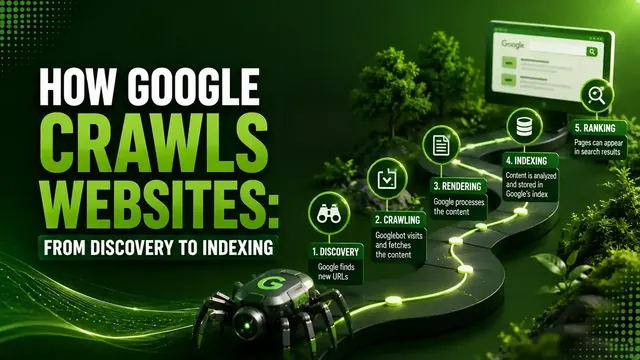 HOW GOOGLE
CRAWLS
WEBSITES:
FROM DISCOVERY TO INDEXING
1. DISCOVERY
Google finds
new URLs
2. CRAWLING
Googlebot visits
and fetches
the content
3. RENDERING
Google processes
the content
4. INDEXING
Content is analyzed
and stored in
Google's index
5. RANKING
Pages can appear
in search results
Google
G